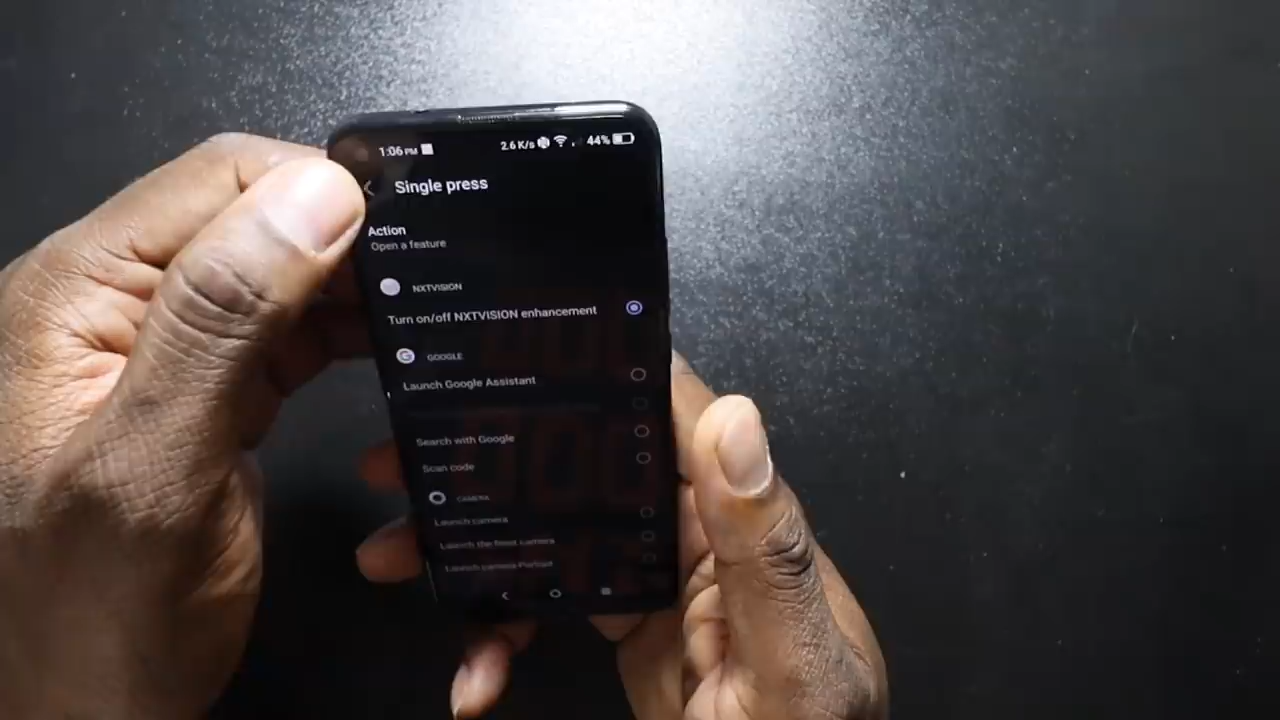 1:06 PM 2.6 K/s 44%
Single press
Action
Open a feature
NXTVISION
Turn on/off NXTVISION enhancement
GOOGLE
Launch Google Assistant
Search with Google
Scan code
CAMERA
Launch camera
Launch the front camera
Launch camera Portrait